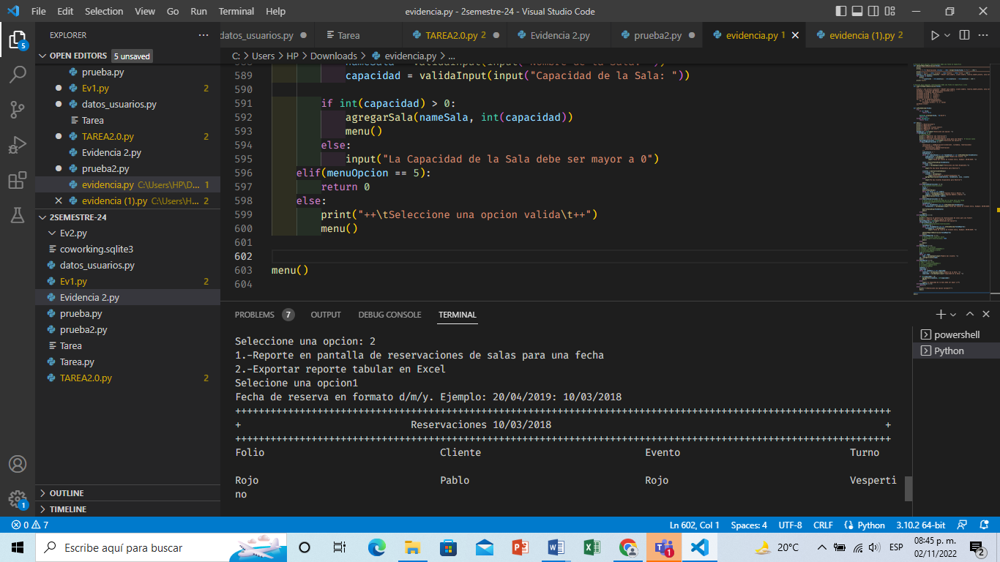 File Edit Selection View Go Run Terminal Help
evidencia.py - 2semestre-24 - Visual Studio Code
EXPLORER
OPEN EDITORS 5 unsaved
prueba.py
Ev1.py 2
datos_usuarios.py
Tarea
TAREA2.0.py 2
Evidencia 2.py
prueba2.py
evidencia.py C:\Users\HP\D... 1
evidencia (1).py C:\Users\H... 2
2SEMESTRE-24
Ev2.py
coworking.sqlite3
datos_usuarios.py
Ev1.py 2
Evidencia 2.py
prueba.py
prueba2.py
Tarea
Tarea.py
TAREA2.0.py 2
OUTLINE
TIMELINE
datos_usuarios.py Tarea TAREA2.0.py 2 Evidencia 2.py prueba2.py evidencia.py 1 evidencia (1).py 2
C: > Users > HP > Downloads > evidencia.py > ...
589 capacidad = validaInput(input("Capacidad de la Sala: "))
590
591 if int(capacidad) > 0:
592 agregarSala(nameSala, int(capacidad))
593 menu()
594 else:
595 input("La Capacidad de la Sala debe ser mayor a 0")
596 elif(menuOpcion == 5):
597 return 0
598 else:
599 print("++\tSeleccione una opcion valida\t++")
600 menu()
601
602
603 menu()
604
PROBLEMS 7 OUTPUT DEBUG CONSOLE TERMINAL
Seleccione una opcion: 2
1.-Reporte en pantalla de reservaciones de salas para una fecha
2.-Exportar reporte tabular en Excel
Selecione una opcion1
Fecha de reserva en formato d/m/y. Ejemplo: 20/04/2019: 10/03/2018
++++++++++++++++++++++++++++++++++++++++++++++++++++++++++++++++++++++++++++++++++++++++++++++++++++++++++++++++
+ Reservaciones 10/03/2018 +
++++++++++++++++++++++++++++++++++++++++++++++++++++++++++++++++++++++++++++++++++++++++++++++++++++++++++++++++
Folio Cliente Evento Turno
Rojo Pablo Rojo Vesperti
no
powershell
Python
5
1
0 7 Ln 602, Col 1 Spaces: 4 UTF-8 CRLF Python 3.10.2 64-bit
Escribe aquí para buscar
1
20°C
ESP
08:45 p. m.
02/11/2022
2